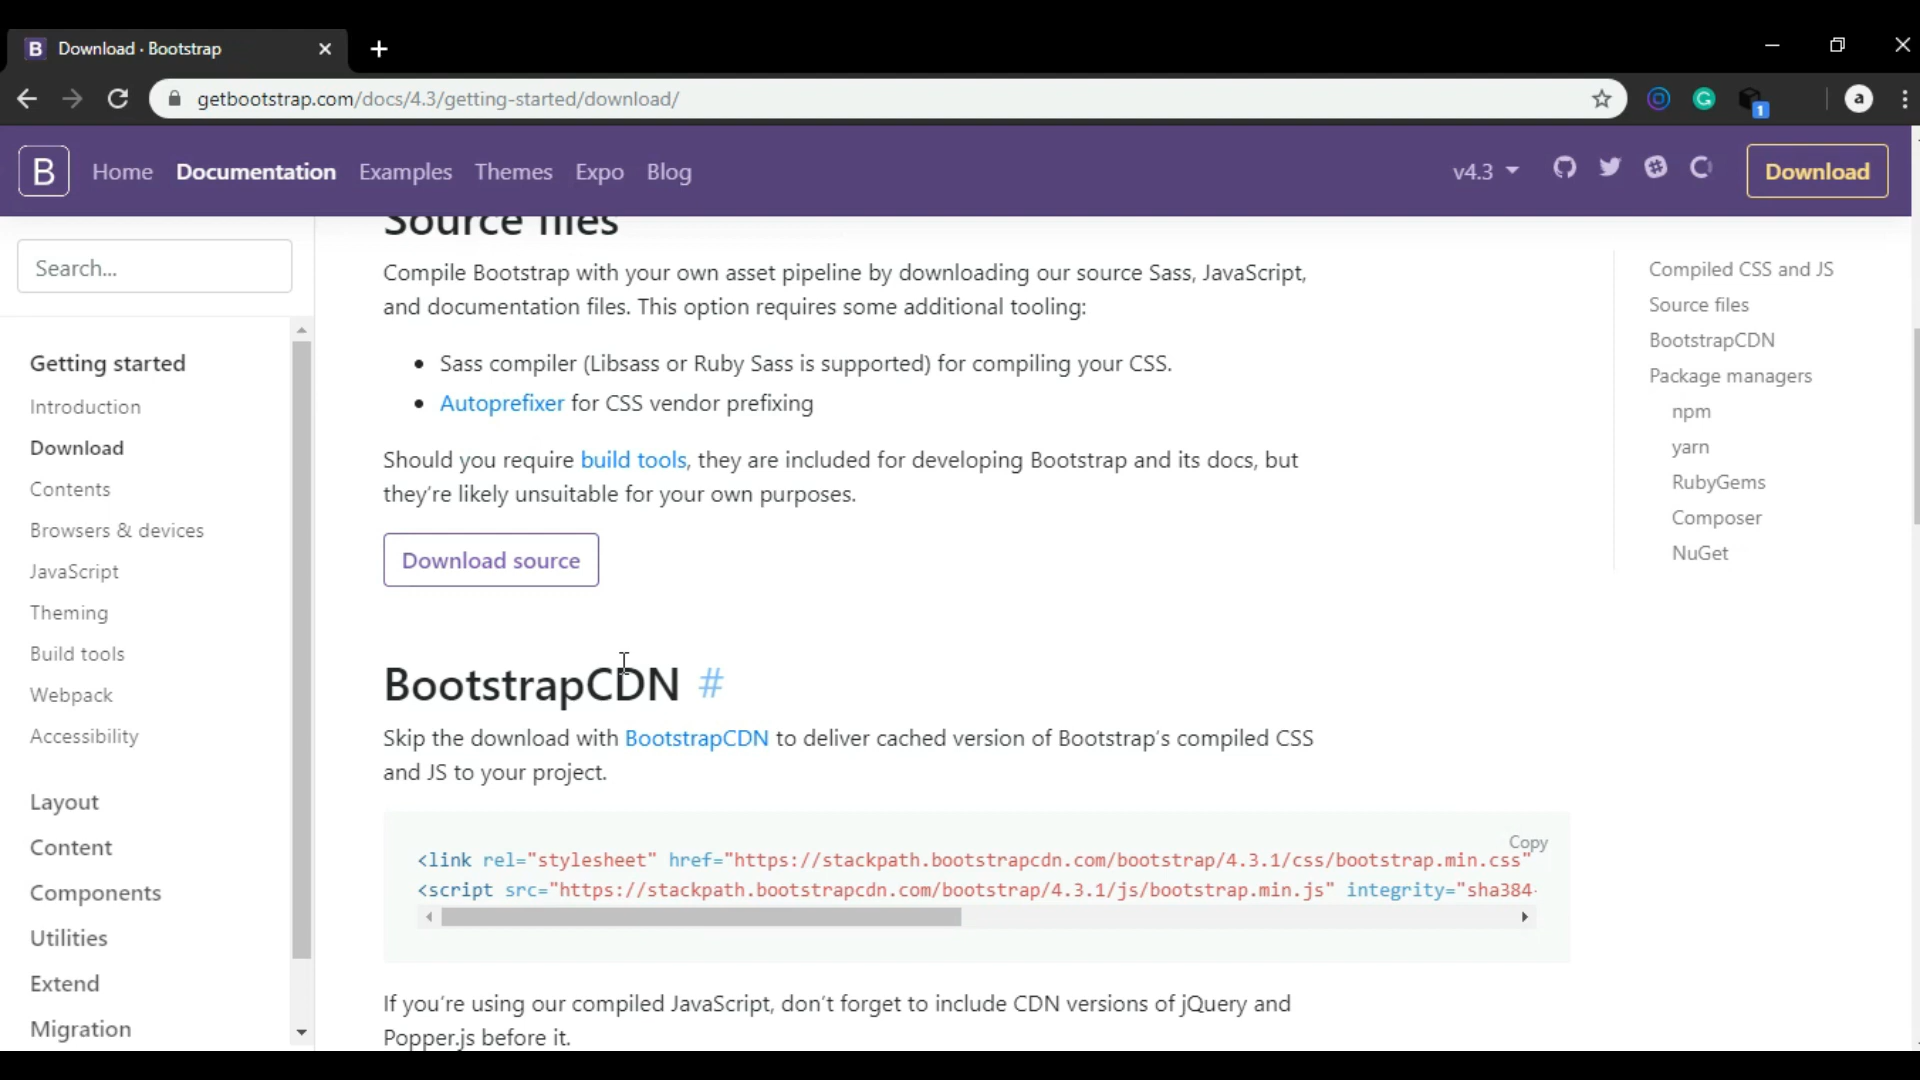 B Download · Bootstrap
getbootstrap.com/docs/4.3/getting-started/download/
1
a
B Home Documentation Examples Themes Expo Blog v4.3 Download
Search...
Getting started
Introduction
Download
Contents
Browsers & devices
JavaScript
Theming
Build tools
Webpack
Accessibility
Layout
Content
Components
Utilities
Extend
Migration
Source files
Compile Bootstrap with your own asset pipeline by downloading our source Sass, JavaScript,
and documentation files. This option requires some additional tooling:
• Sass compiler (Libsass or Ruby Sass is supported) for compiling your CSS.
• Autoprefixer for CSS vendor prefixing
Should you require build tools, they are included for developing Bootstrap and its docs, but
they’re likely unsuitable for your own purposes.
Download source
BootstrapCDN #
Skip the download with BootstrapCDN to deliver cached version of Bootstrap’s compiled CSS
and JS to your project.
Copy
<link rel="stylesheet" href="https://stackpath.bootstrapcdn.com/bootstrap/4.3.1/css/bootstrap.min.css"
<script src="https://stackpath.bootstrapcdn.com/bootstrap/4.3.1/js/bootstrap.min.js" integrity="sha384-
If you’re using our compiled JavaScript, don’t forget to include CDN versions of jQuery and
Popper.js before it.
Compiled CSS and JS
Source files
BootstrapCDN
Package managers
npm
yarn
RubyGems
Composer
NuGet